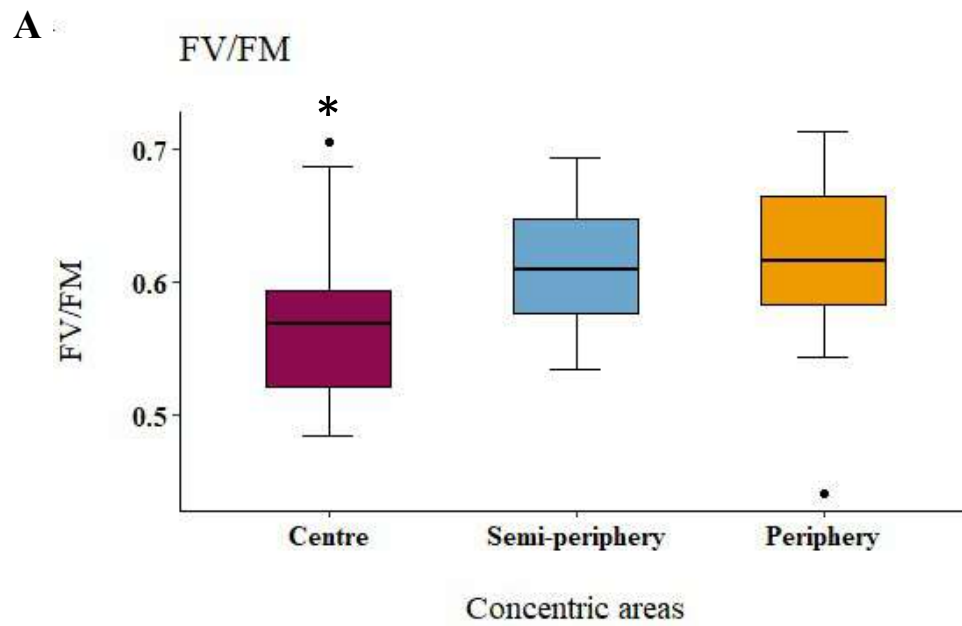 A
FV/FM
*
0.7
0.6
0.5
FV/FM
Centre Semi-periphery Periphery
Concentric areas